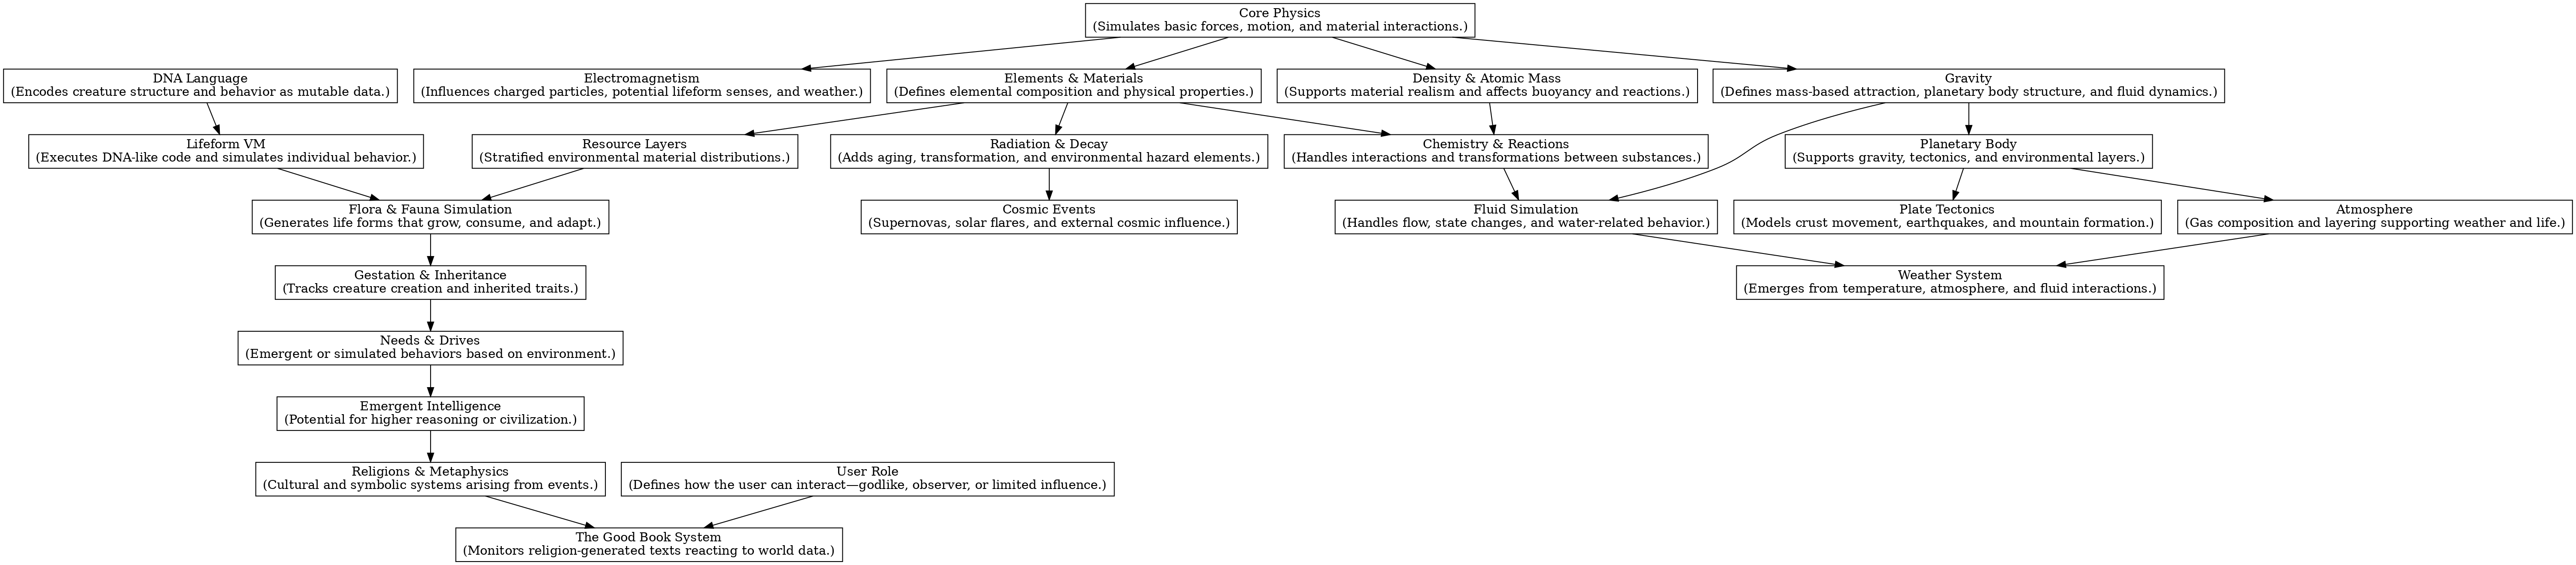 Core Physics
(Simulates basic forces, motion, and material interactions.)
DNA Language
(Encodes creature structure and behavior as mutable data.)
Electromagnetism
(Influences charged particles, potential lifeform senses, and weather.)
Elements & Materials
(Defines elemental composition and physical properties.)
Density & Atomic Mass
(Supports material realism and affects buoyancy and reactions.)
Gravity
(Defines mass-based attraction, planetary body structure, and fluid dynamics.)
Lifeform VM
(Executes DNA-like code and simulates individual behavior.)
Resource Layers
(Stratified environmental material distributions.)
Radiation & Decay
(Adds aging, transformation, and environmental hazard elements.)
Chemistry & Reactions
(Handles interactions and transformations between substances.)
Planetary Body
(Supports gravity, tectonics, and environmental layers.)
Flora & Fauna Simulation
(Generates life forms that grow, consume, and adapt.)
Cosmic Events
(Supernovas, solar flares, and external cosmic influence.)
Fluid Simulation
(Handles flow, state changes, and water-related behavior.)
Plate Tectonics
(Models crust movement, earthquakes, and mountain formation.)
Atmosphere
(Gas composition and layering supporting weather and life.)
Gestation & Inheritance
(Tracks creature creation and inherited traits.)
Weather System
(Emerges from temperature, atmosphere, and fluid interactions.)
Needs & Drives
(Emergent or simulated behaviors based on environment.)
Emergent Intelligence
(Potential for higher reasoning or civilization.)
Religions & Metaphysics
(Cultural and symbolic systems arising from events.)
User Role
(Defines how the user can interact—godlike, observer, or limited influence.)
The Good Book System
(Monitors religion-generated texts reacting to world data.)